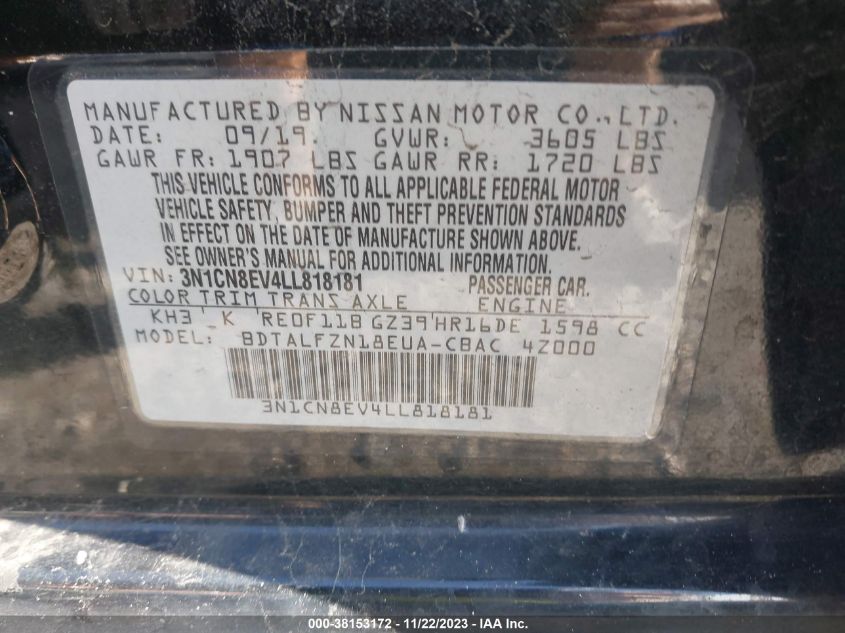 MANUFACTURED BY NISSAN MOTOR CO., LTD.
DATE: 09/19 GVWR: 3605 LBS
GAWR FR: 1907 LBS GAWR RR: 1720 LBS
THIS VEHICLE CONFORMS TO ALL APPLICABLE FEDERAL MOTOR
VEHICLE SAFETY, BUMPER AND THEFT PREVENTION STANDARDS
IN EFFECT ON THE DATE OF MANUFACTURE SHOWN ABOVE.
SEE OWNER'S MANUAL FOR ADDITIONAL INFORMATION.
VIN: 3N1CN8EV4LL818181 PASSENGER CAR.
COLOR TRIM TRANS AXLE ENGINE
KH3 K RE0F11B GZ39 HR16DE 1598 CC
MODEL: BDTALFZN18EUA-CBAC 4Z000
3N1CN8EV4LL818181
000-38153172 - 11/22/2023 - IAA Inc.